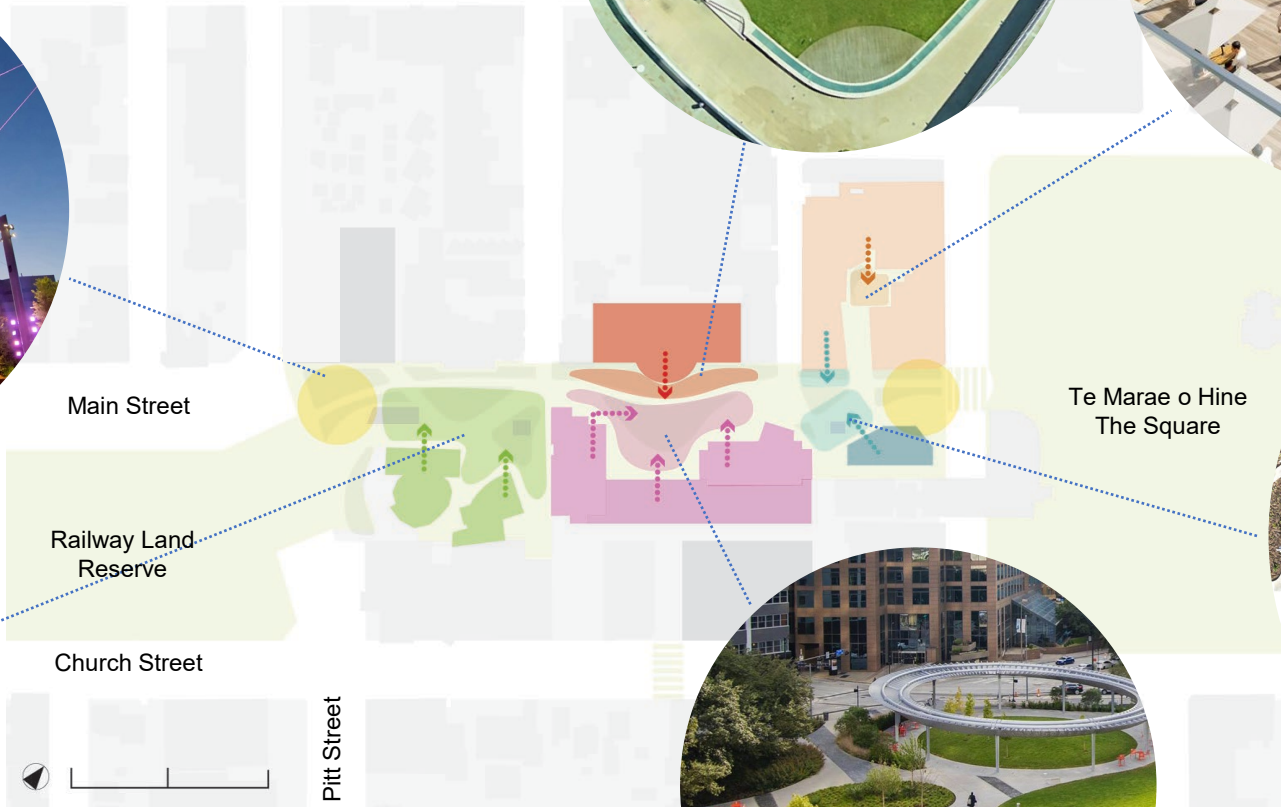 Main Street
Te Marae o Hine
The Square
Railway Land
Reserve
Church Street
Pitt Street